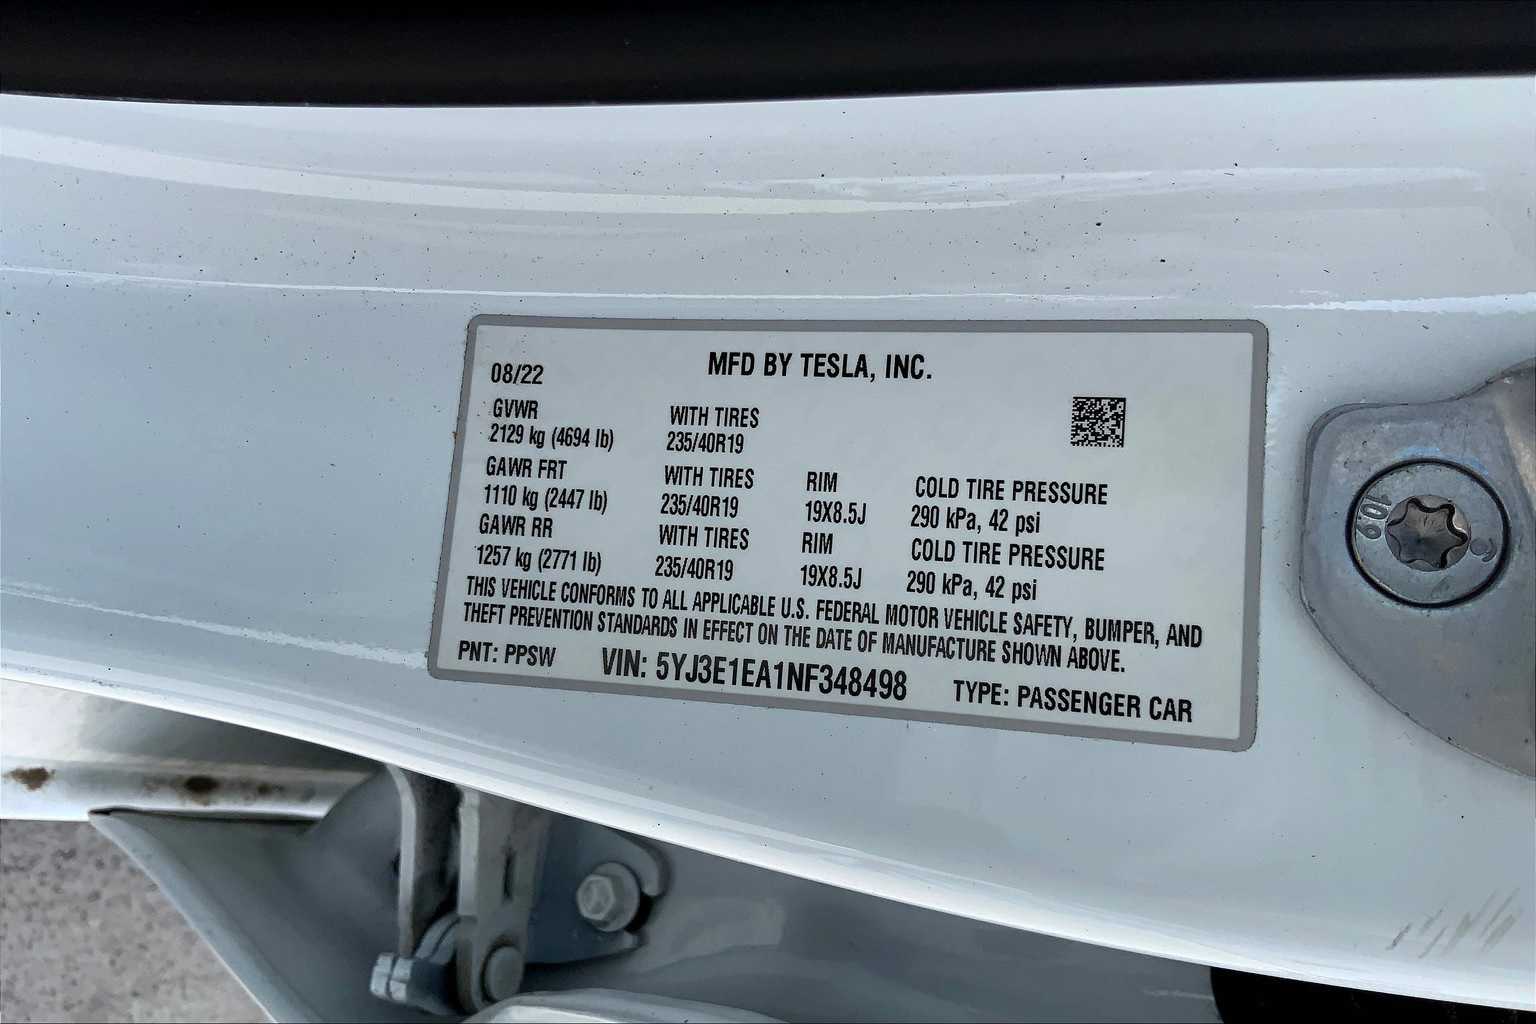 MFD BY TESLA, INC.
08/22
GVWR WITH TIRES
2129 kg (4694 lb) 235/40R19
GAWR FRT WITH TIRES RIM COLD TIRE PRESSURE
1110 kg (2447 lb) 235/40R19 19X8.5J 290 kPa, 42 psi
GAWR RR WITH TIRES RIM COLD TIRE PRESSURE
1257 kg (2771 lb) 235/40R19 19X8.5J 290 kPa, 42 psi
THIS VEHICLE CONFORMS TO ALL APPLICABLE U.S. FEDERAL MOTOR VEHICLE SAFETY, BUMPER, AND
THEFT PREVENTION STANDARDS IN EFFECT ON THE DATE OF MANUFACTURE SHOWN ABOVE.
PNT: PPSW VIN: 5YJ3E1EA1NF348498 TYPE: PASSENGER CAR
10.9